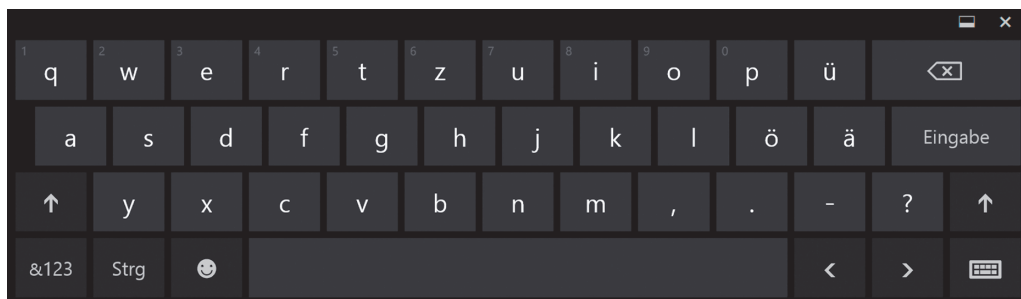 1 q 2 w 3 e 4 r 5 t 6 z 7 u 8 i 9 o 0 p ü
a s d f g h j k l ö ä Eingabe
y x c v b n m , . - ?
&123 Strg < >